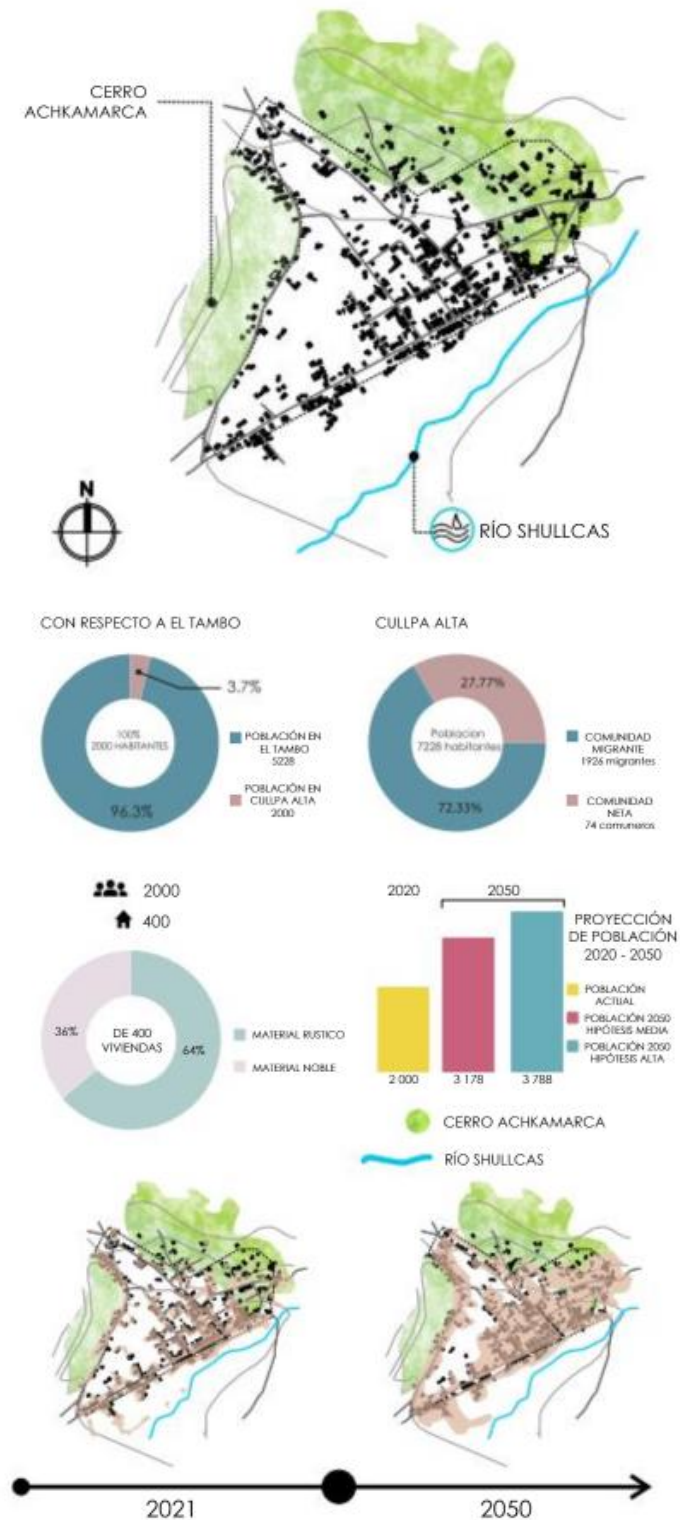 CERRO
ACHKAMARCA
N
RÍO SHULLCAS
CON RESPECTO A EL TAMBO
3.7%
100%
2000 HABITANTES
96.3%
POBLACIÓN EN
EL TAMBO
5228
POBLACIÓN EN
CULLPA ALTA
2000
CULLPA ALTA
27.77%
Poblacion
7228 habitantes
72.33%
COMUNIDAD
MIGRANTE
1926 migrantes
COMUNIDAD
NETA
74 comuneros
2000
400
36%
DE 400
VIVIENDAS
64%
MATERIAL RUSTICO
MATERIAL NOBLE
2020
2050
PROYECCIÓN
DE POBLACIÓN
2020 - 2050
POBLACIÓN
ACTUAL
POBLACIÓN 2050
HIPÓTESIS MEDIA
POBLACIÓN 2050
HIPÓTESIS ALTA
2 000
3 178
3 788
CERRO ACHKAMARCA
RÍO SHULLCAS
2021
2050